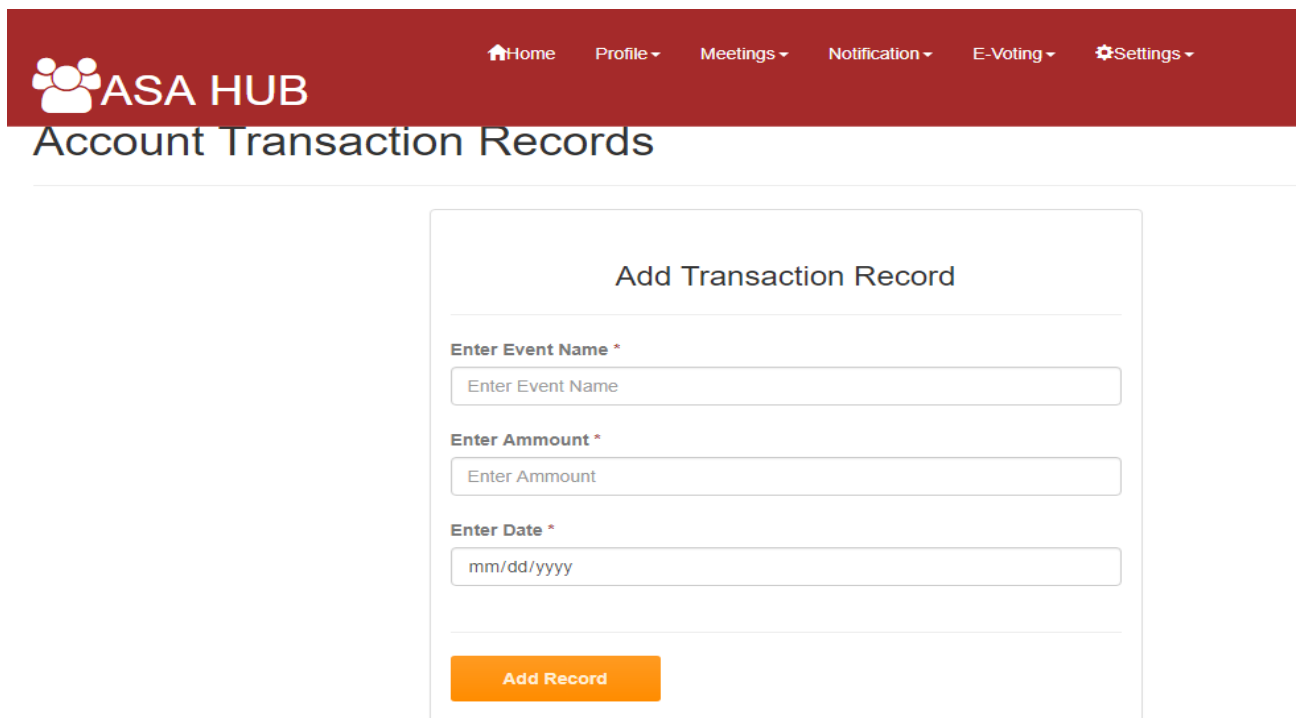 Home Profile Meetings Notification E-Voting Settings
ASA HUB
Account Transaction Records
Add Transaction Record
Enter Event Name *
Enter Event Name
Enter Ammount *
Enter Ammount
Enter Date *
mm/dd/yyyy
Add Record